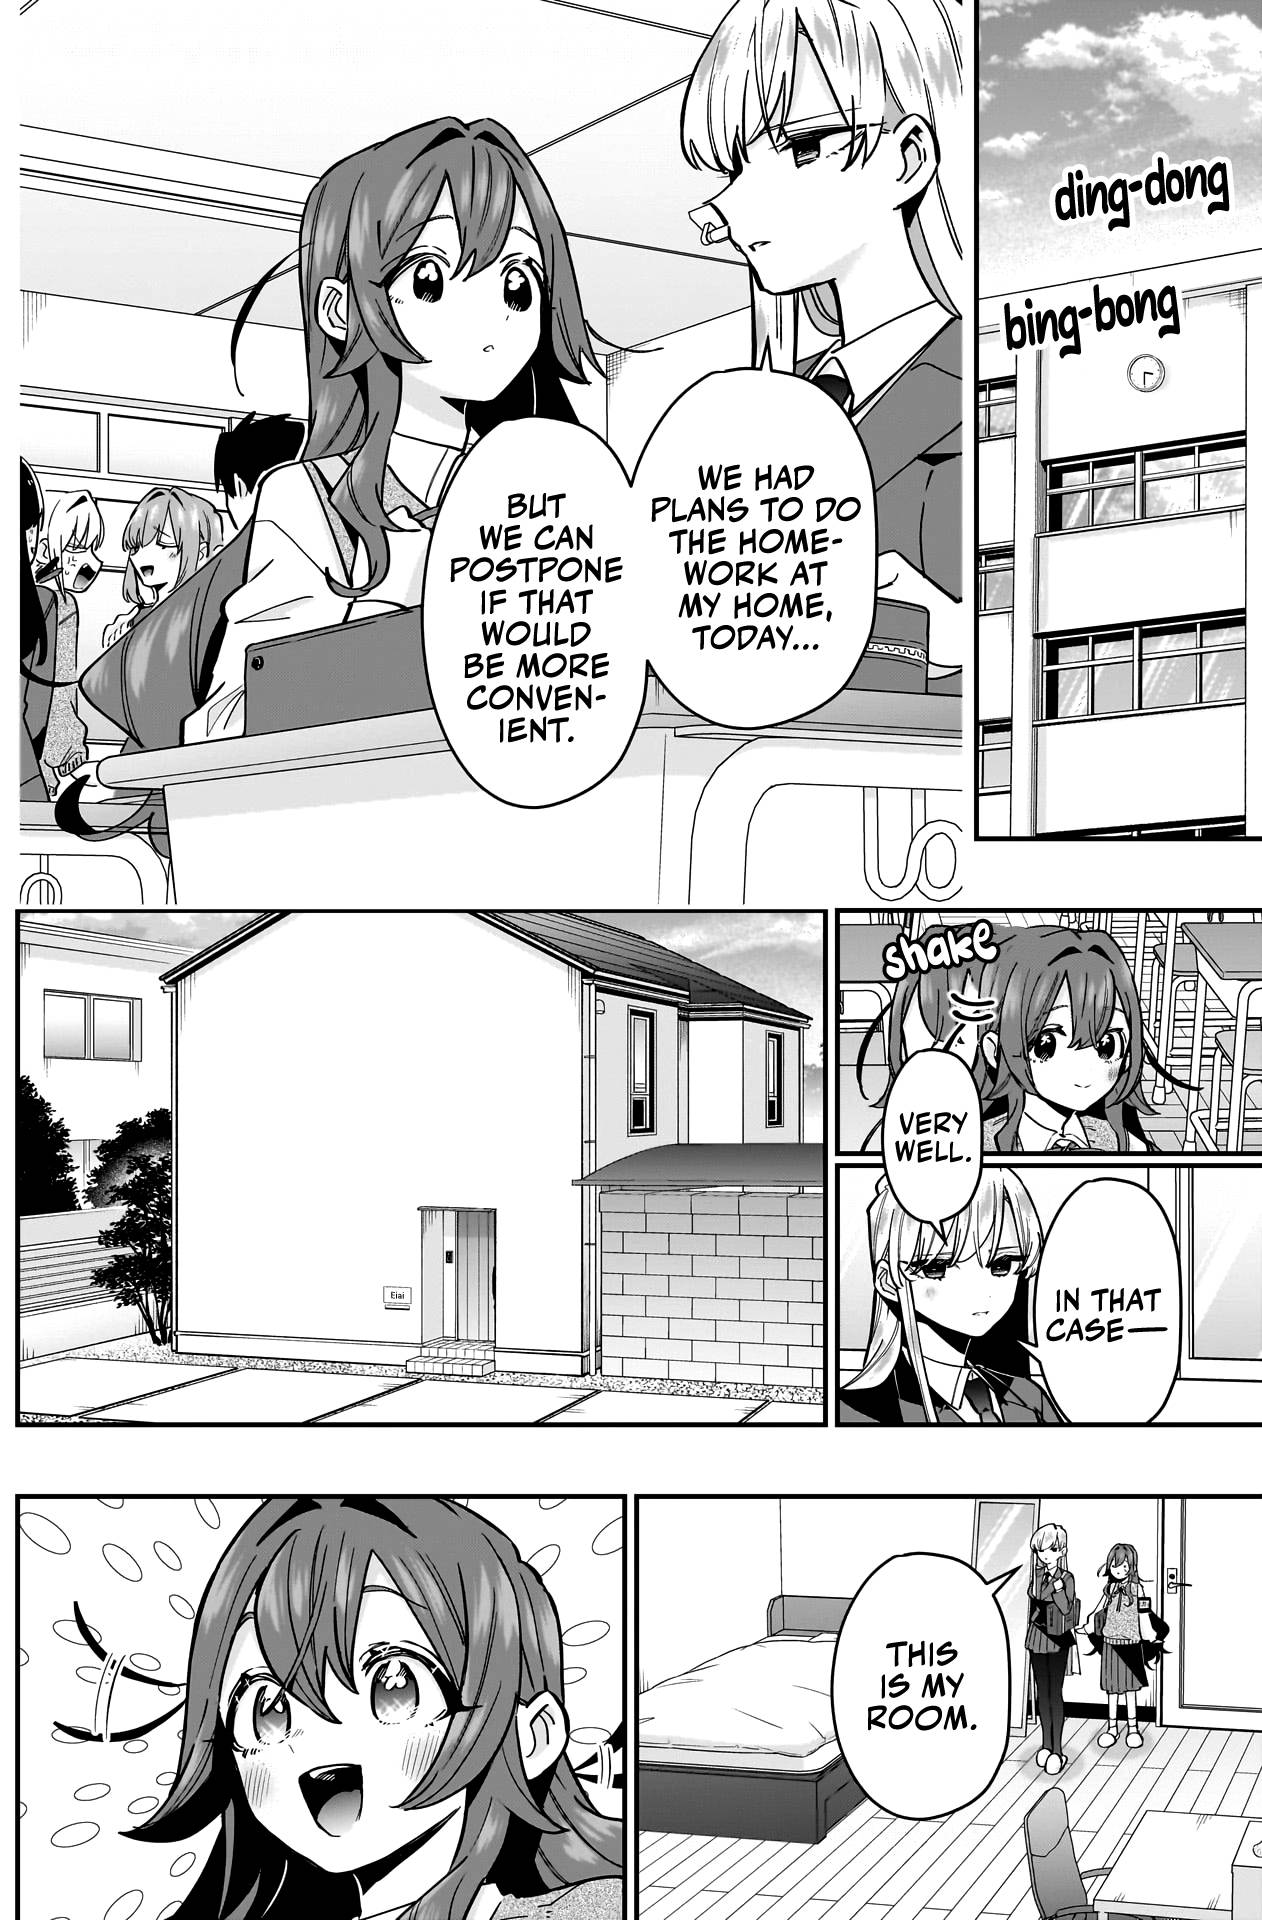 ding-dong
bing-bong
WE HAD
PLANS TO DO
THE HOME-
WORK AT
MY HOME,
TODAY...
BUT
WE CAN
POSTPONE
IF THAT
WOULD
BE MORE
CONVEN-
IENT.
shake
VERY
WELL.
IN THAT
CASE—
Eiai
THIS
IS MY
ROOM.